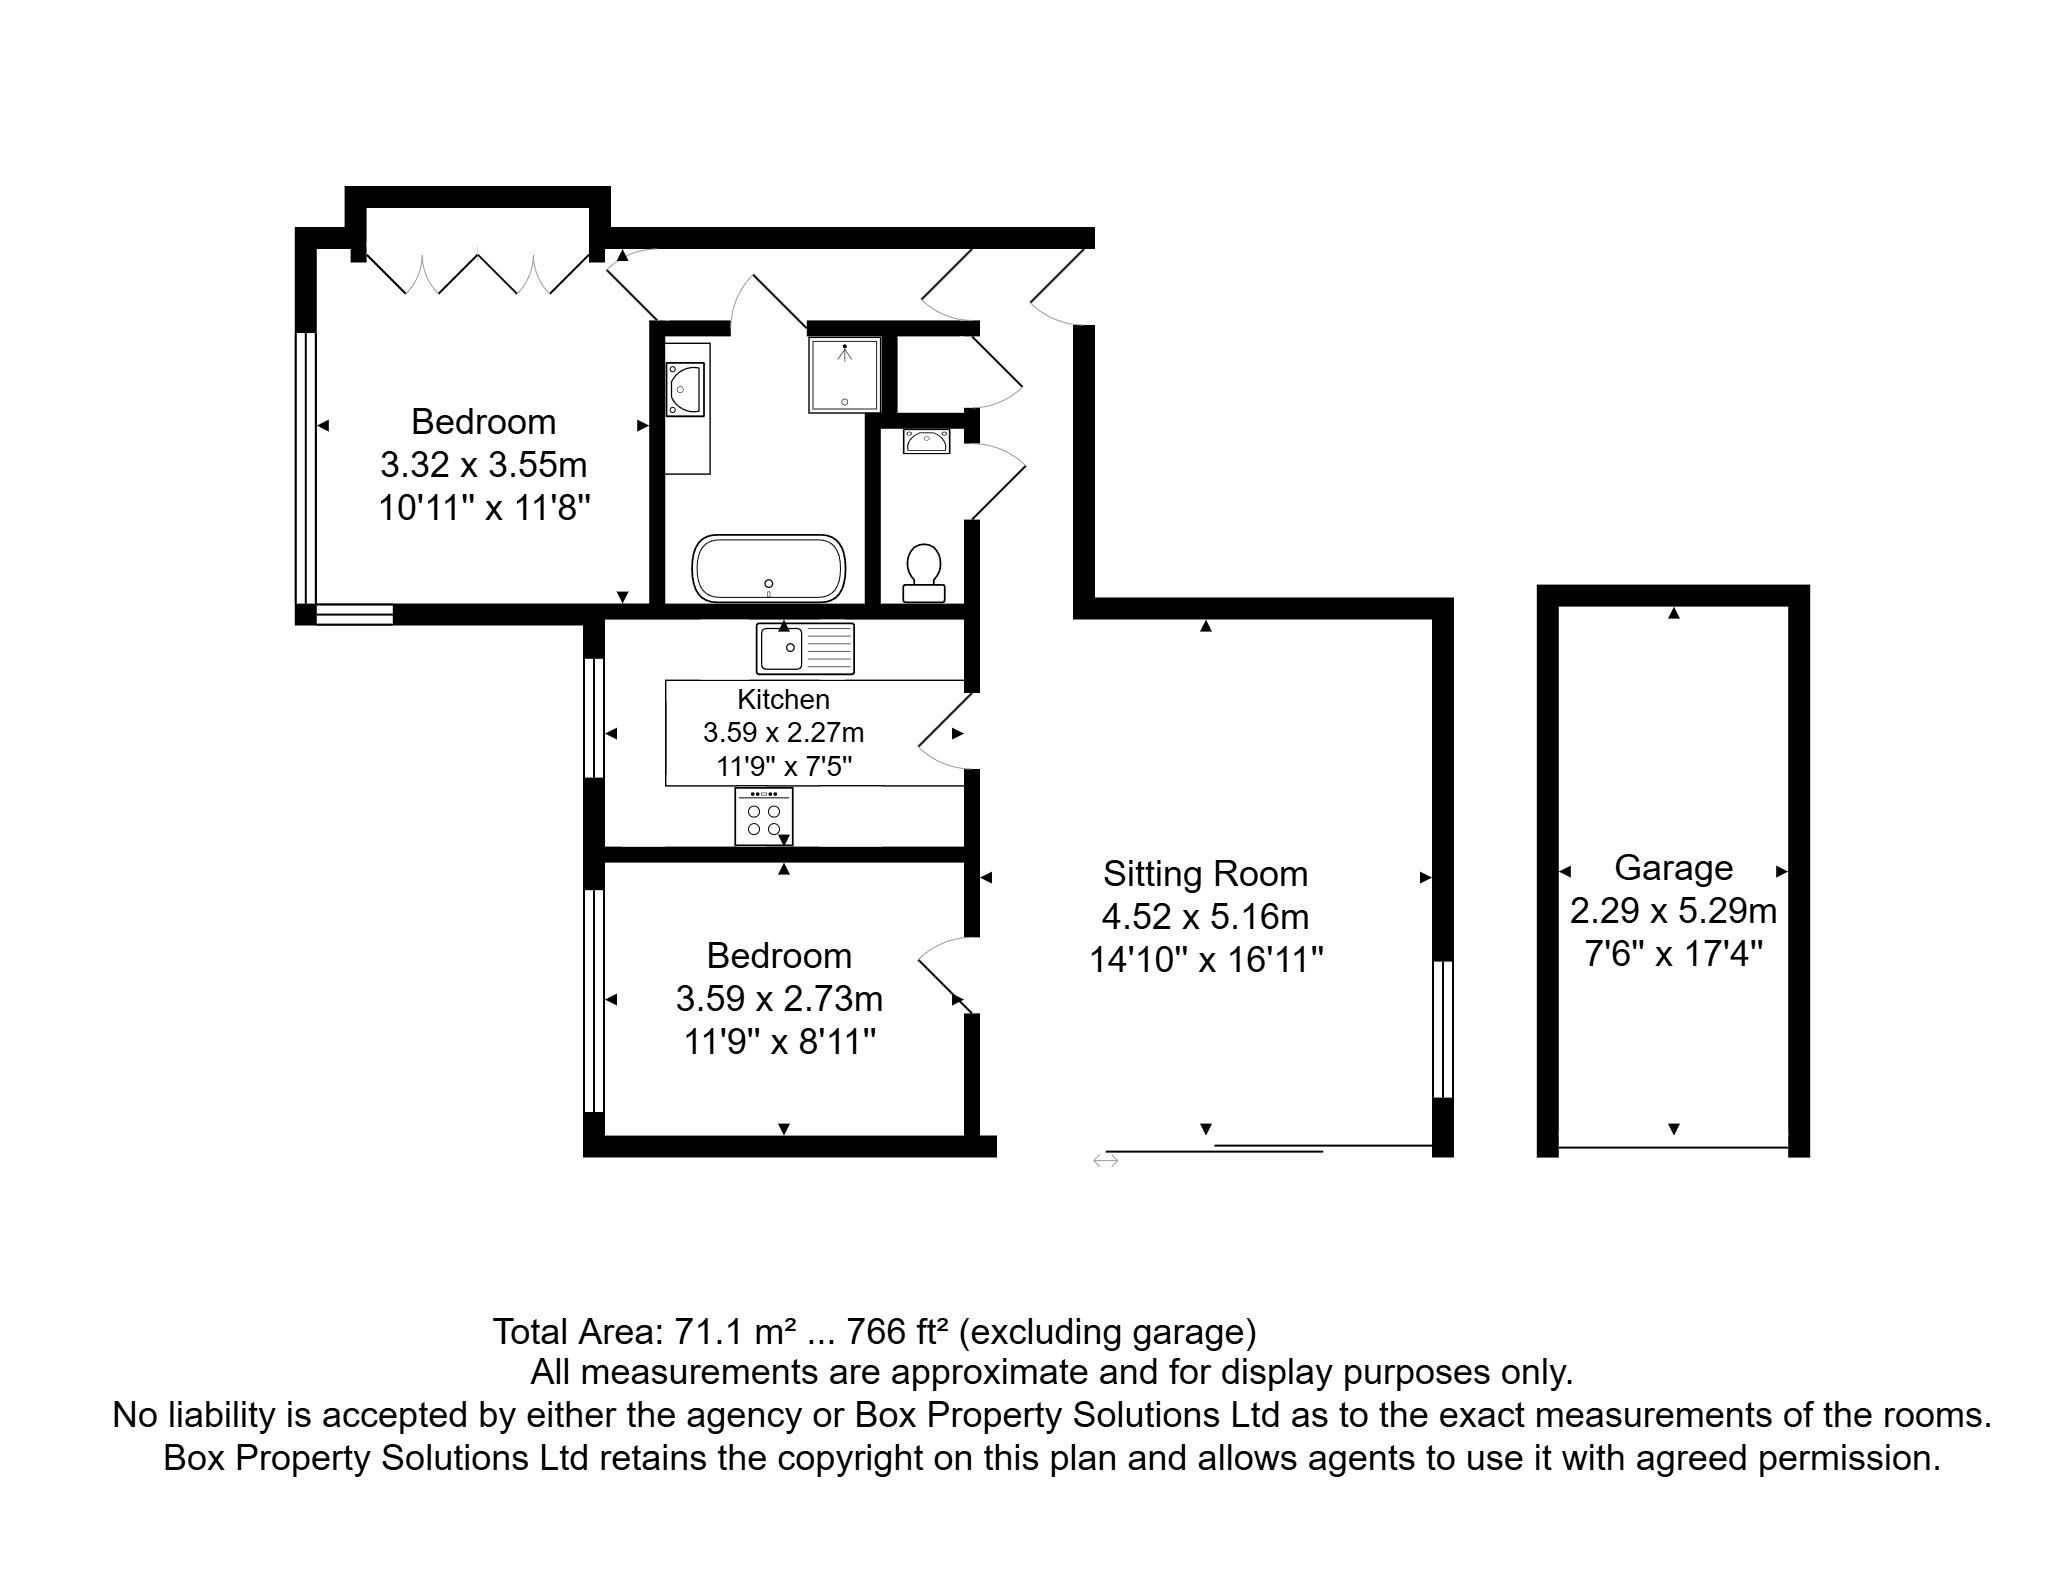 Bedroom
3.32 x 3.55m
10'11" x 11'8"
Kitchen
3.59 x 2.27m
11'9" x 7'5"
Bedroom
3.59 x 2.73m
11'9" x 8'11"
Sitting Room
4.52 x 5.16m
14'10" x 16'11"
Garage
2.29 x 5.29m
7'6" x 17'4"
Total Area: 71.1 m² ... 766 ft² (excluding garage)
All measurements are approximate and for display purposes only.
No liability is accepted by either the agency or Box Property Solutions Ltd as to the exact measurements of the rooms.
Box Property Solutions Ltd retains the copyright on this plan and allows agents to use it with agreed permission.